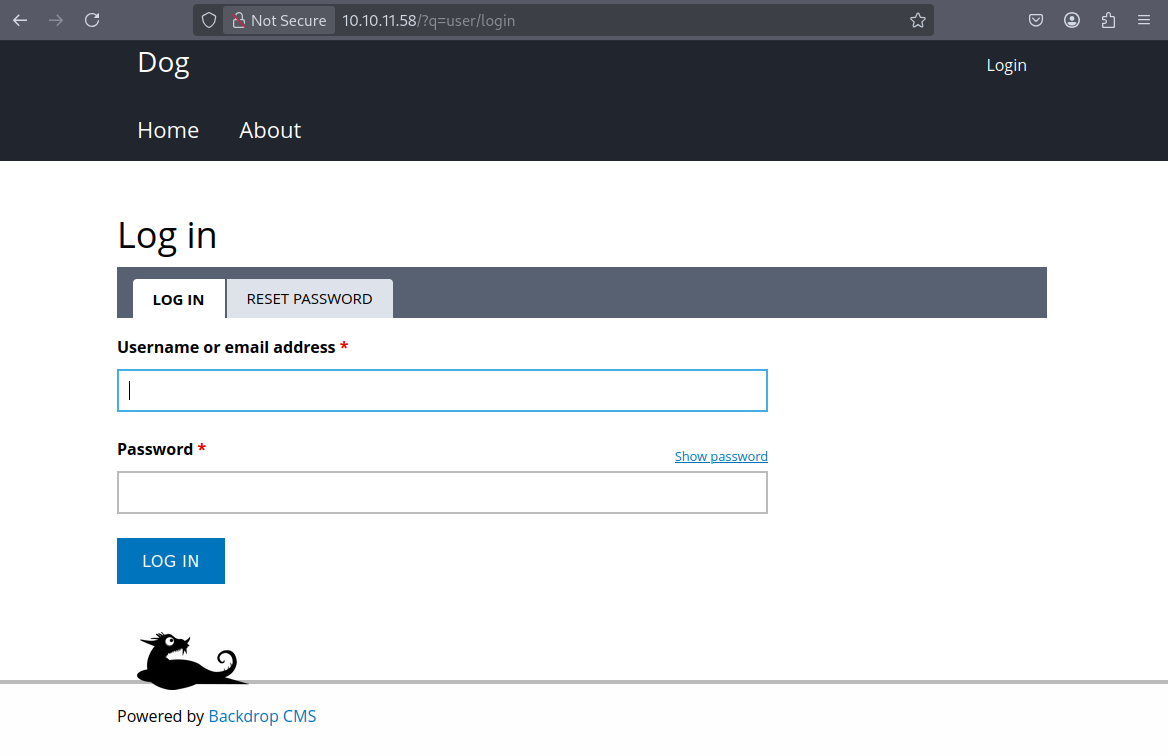 Not Secure 10.10.11.58/?q=user/login
Dog
Login
Home About
Log in
LOG IN RESET PASSWORD
Username or email address *
Password *
Show password
LOG IN
Powered by Backdrop CMS